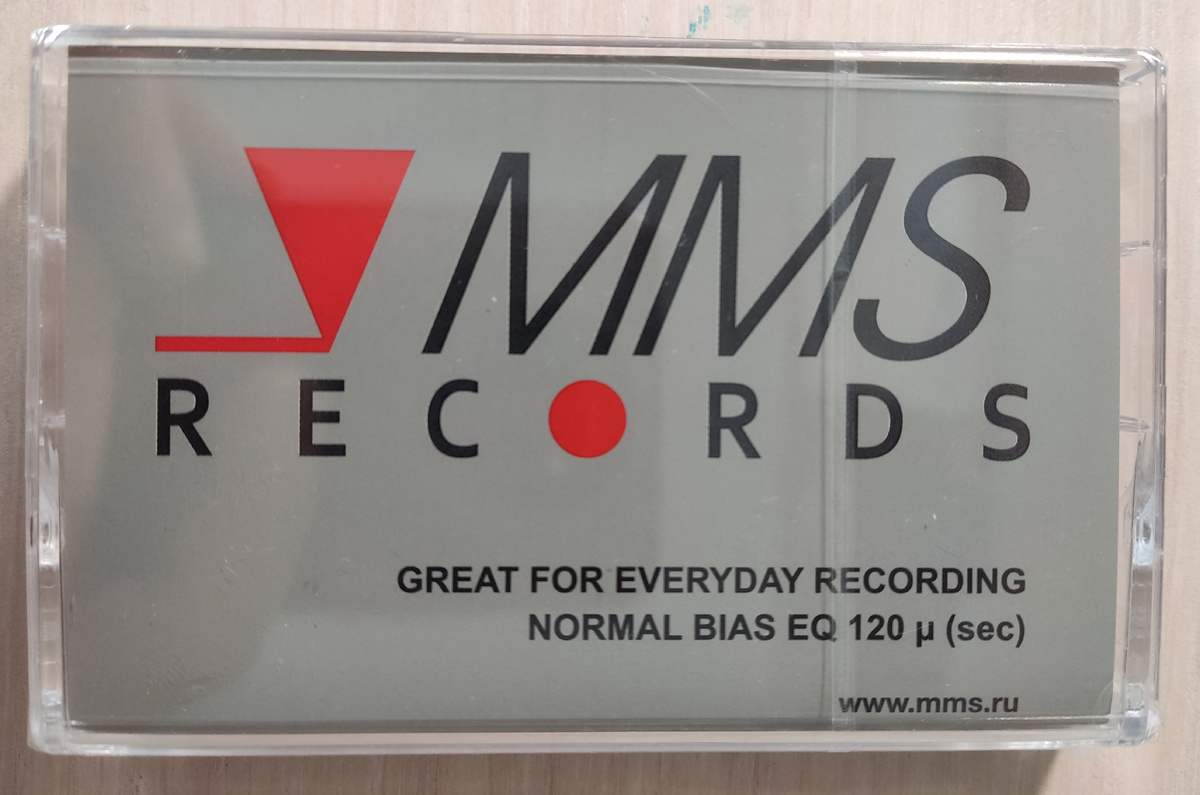 MMS
RECORDS
GREAT FOR EVERYDAY RECORDING
NORMAL BIAS EQ 120 µ (sec)
www.mms.ru